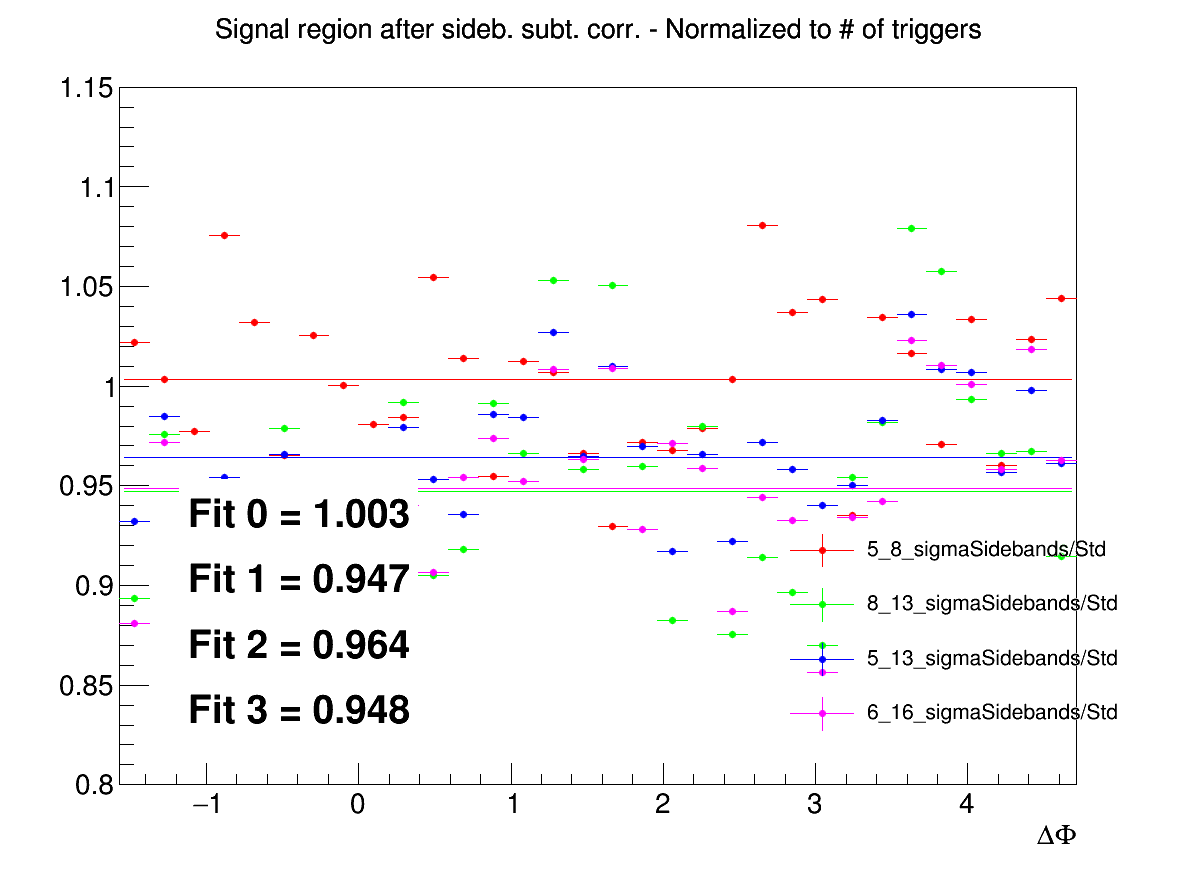 Signal region after sideb. subt. corr. - Normalized to # of triggers
1.15
1.1
1.05
1
0.95
0.9
0.85
0.8
Fit 0 = 1.003
Fit 1 = 0.947
Fit 2 = 0.964
Fit 3 = 0.948
5_8_sigmaSidebands/Std
8_13_sigmaSidebands/Std
5_13_sigmaSidebands/Std
6_16_sigmaSidebands/Std
−1 0 1 2 3 4
ΔΦ